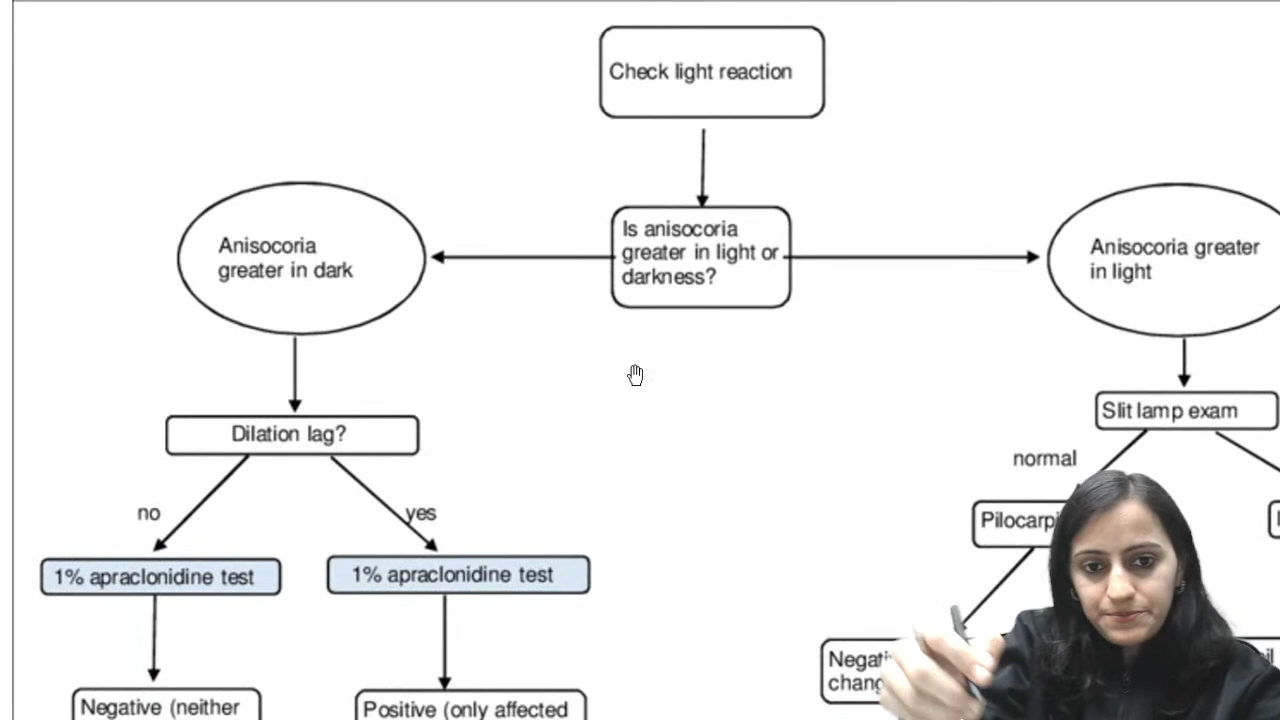 Check light reaction
Is anisocoria
greater in light or
darkness?
Anisocoria
greater in dark
Anisocoria greater
in light
Dilation lag?
Slit lamp exam
no
yes
normal
1% apraclonidine test
1% apraclonidine test
Negative (neither
Positive (only affected